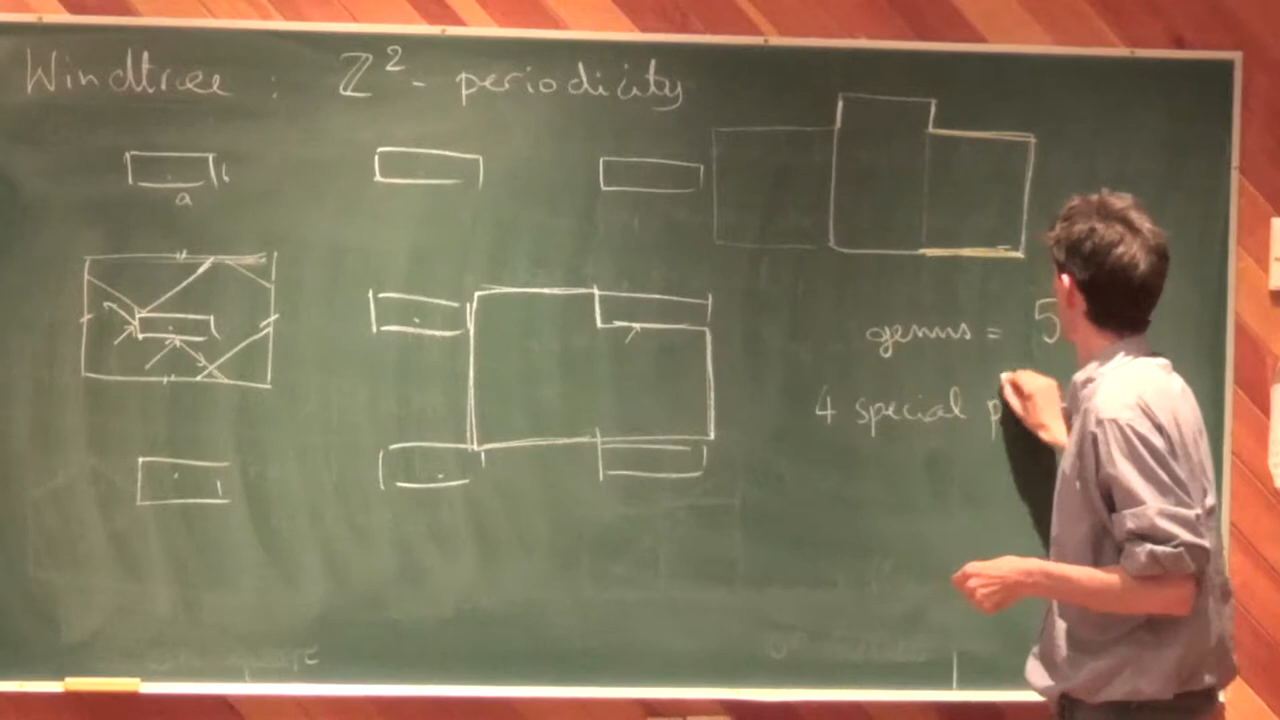 Windtree : ℤ² - periodicity
b
a
genus = 5
4 special p